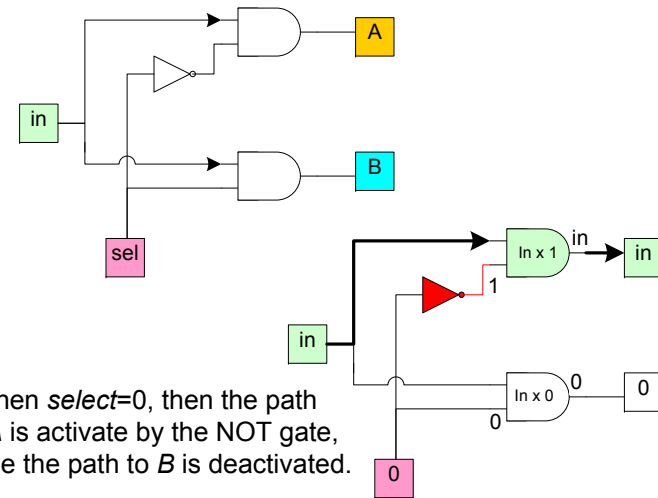 A
in
B
sel
In x 1
in
in
1
in
In x 0
0
0
0
0
select=0, then the path
is activate by the NOT gate,
the path to B is deactivated.